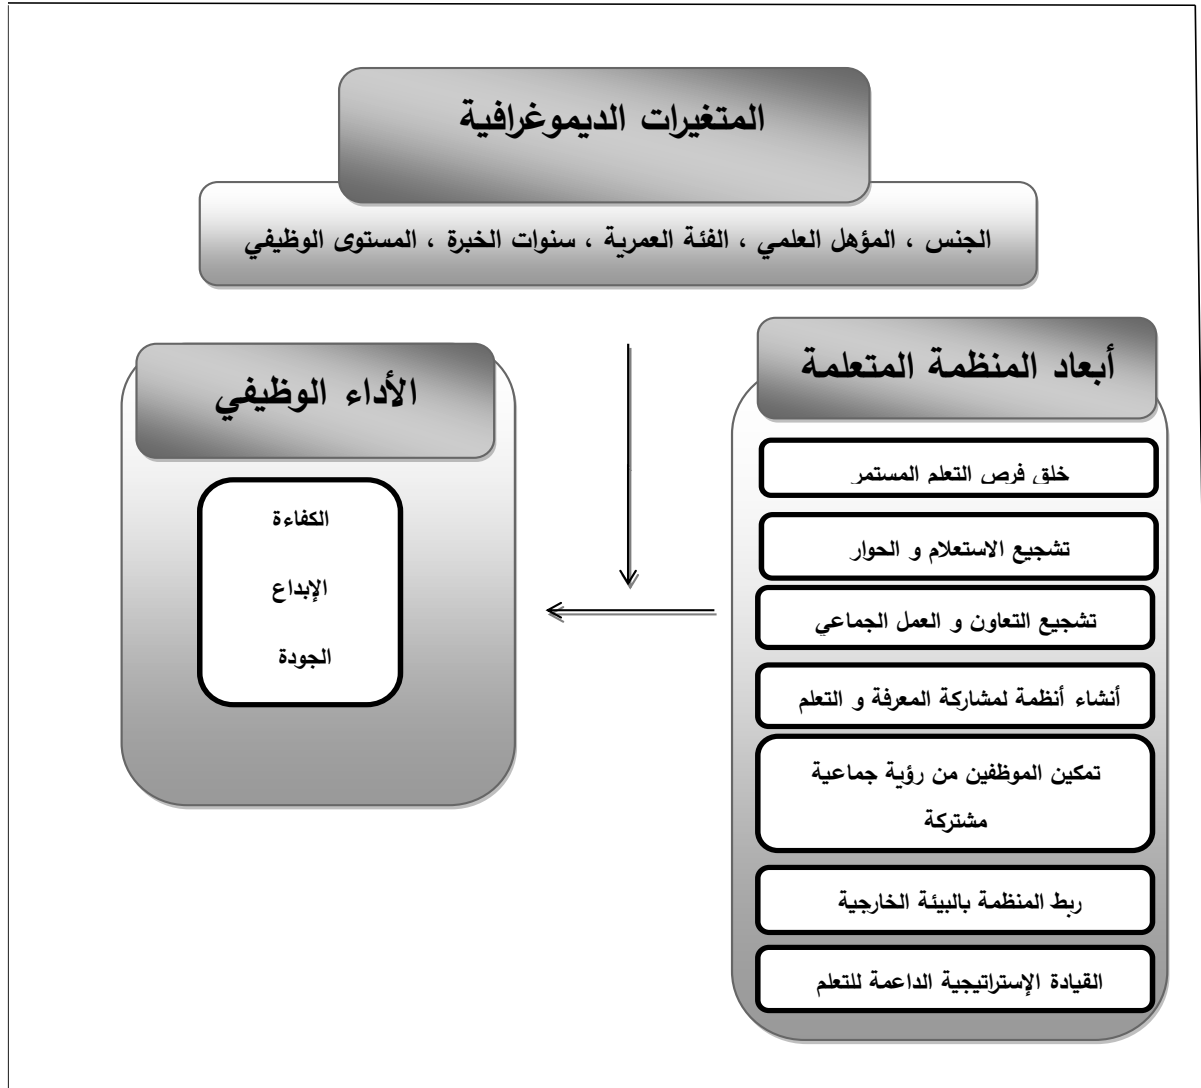 المتغيرات الديموغرافية
الجنس ، المؤهل العلمي ، الفئة العمرية ، سنوات الخبرة ، المستوى الوظيفي
أبعاد المنظمة المتعلمة
خلق فرص التعلم المستمر
تشجيع الاستعلام و الحوار
تشجيع التعاون و العمل الجماعي
أنشاء أنظمة لمشاركة المعرفة و التعلم
تمكين الموظفين من رؤية جماعية
مشتركة
ربط المنظمة بالبيئة الخارجية
القيادة الإستراتيجية الداعمة للتعلم
الأداء الوظيفي
الكفاءة
الإبداع
الجودة